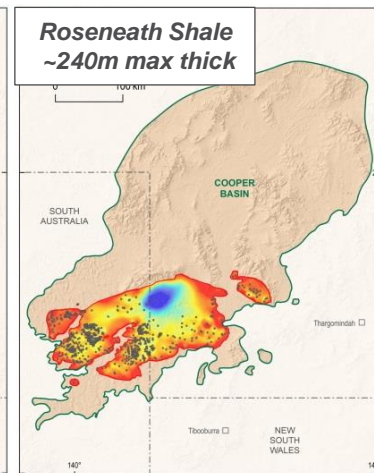 Roseneath Shale
~240m max thick
0 100 km
COOPER
BASIN
SOUTH
AUSTRALIA
Thargomindah
Tibooburra
NEW
SOUTH
WALES
140°